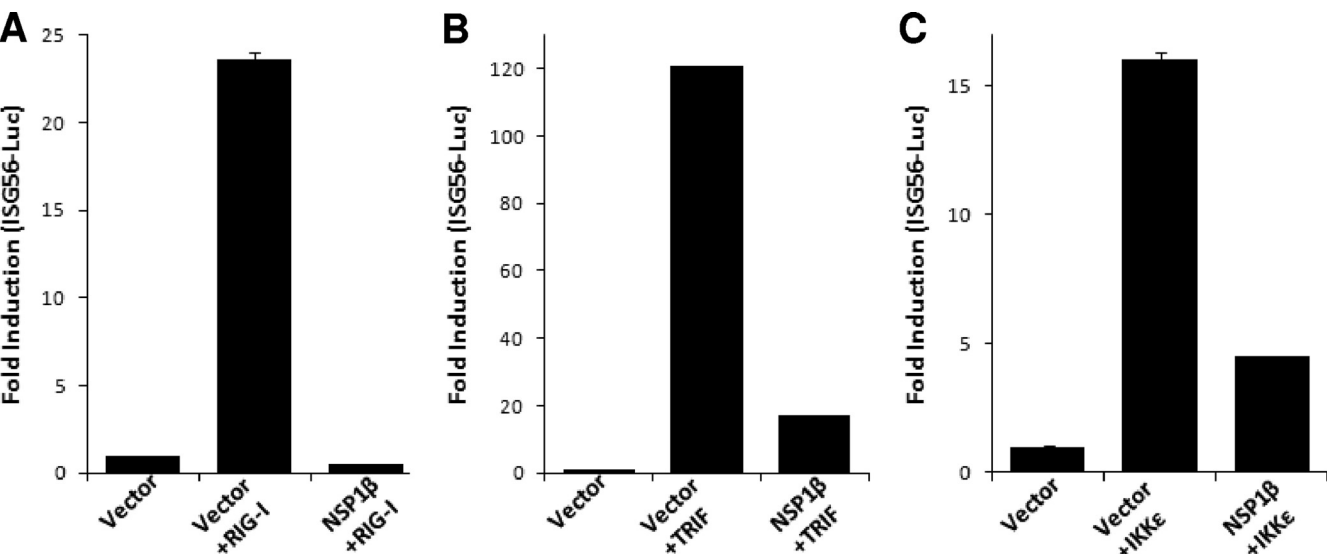 A
Fold Induction (ISG56-Luc)
25
20
15
10
5
0
Vector
Vector
+RIG-I
NSP1β
+RIG-I
B
Fold Induction (ISG56-Luc)
120
100
80
60
40
20
0
Vector
Vector
+TRIF
NSP1β
+TRIF
C
Fold Induction (ISG56-Luc)
15
10
5
0
Vector
Vector
+IKKε
NSP1β
+IKKε